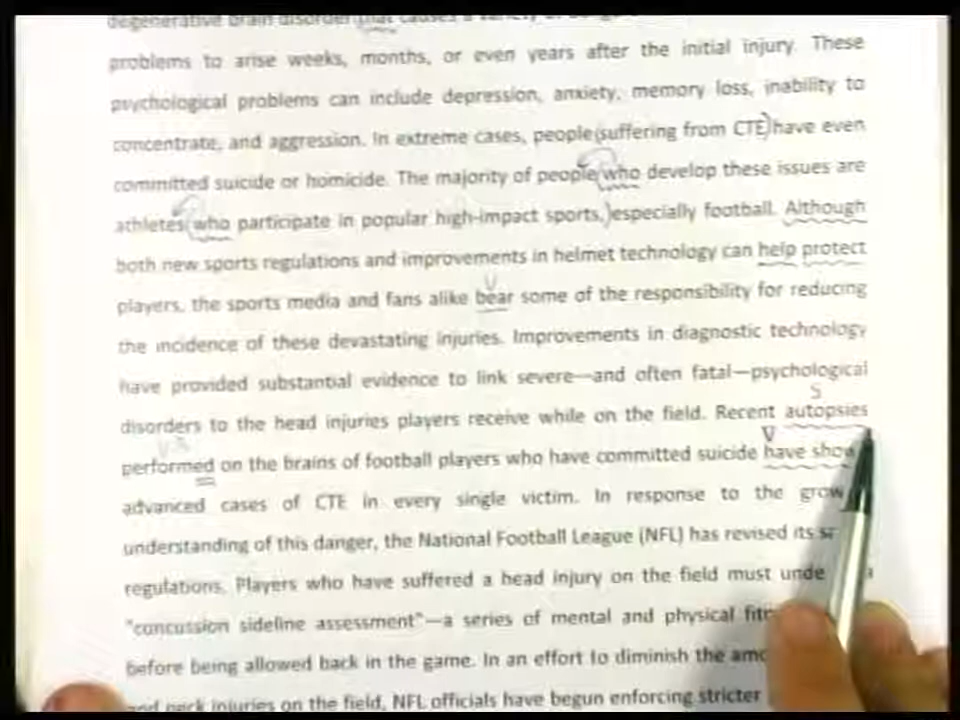 degenerative brain disorder that causes a variety of
problems to arise weeks, months, or even years after the initial injury. These
psychological problems can include depression, anxiety, memory loss, inability to
concentrate, and aggression. In extreme cases, people (suffering from CTE) have even
committed suicide or homicide. The majority of people (who develop these issues are
athletes (who participate in popular high-impact sports,) especially football. Although
both new sports regulations and improvements in helmet technology can help protect
V
players, the sports media and fans alike bear some of the responsibility for reducing
the incidence of these devastating injuries. Improvements in diagnostic technology
have provided substantial evidence to link severe—and often fatal—psychological
S
disorders to the head injuries players receive while on the field. Recent autopsies
V
performed on the brains of football players who have committed suicide have
advanced cases of CTE in every single victim. In response to the
understanding of this danger, the National Football League (NFL) has revised its
regulations. Players who have suffered a head injury on the field must
"concussion sideline assessment"—a series of mental and physical
before being allowed back in the game. In an effort to diminish the
and neck injuries on the field, NFL officials have begun enforcing stricter